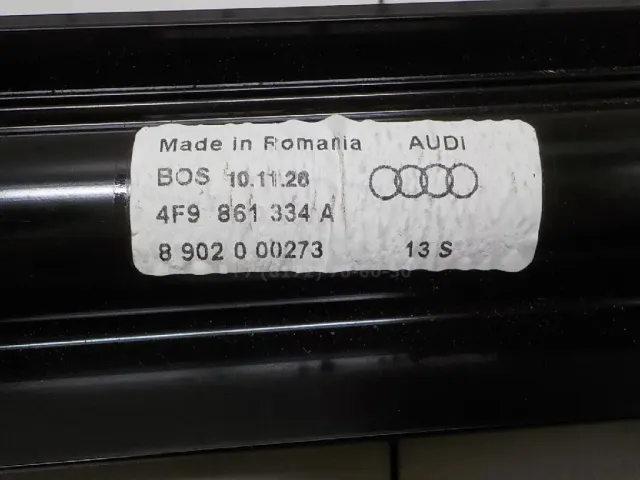 Made in Romania AUDI
BOS 10.11.26
4F9 861 334 A
8 902 0 00273 13 S